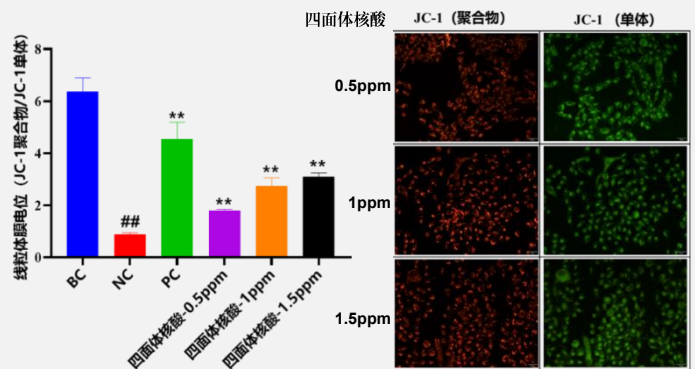 线粒体膜电位（JC-1聚合物/JC-1单体）
8
6
4
2
0
##
**
**
**
**
BC
NC
PC
四面体核酸-0.5ppm
四面体核酸-1ppm
四面体核酸-1.5ppm
四面体核酸
JC-1（聚合物）
JC-1 （单体）
0.5ppm
1ppm
1.5ppm